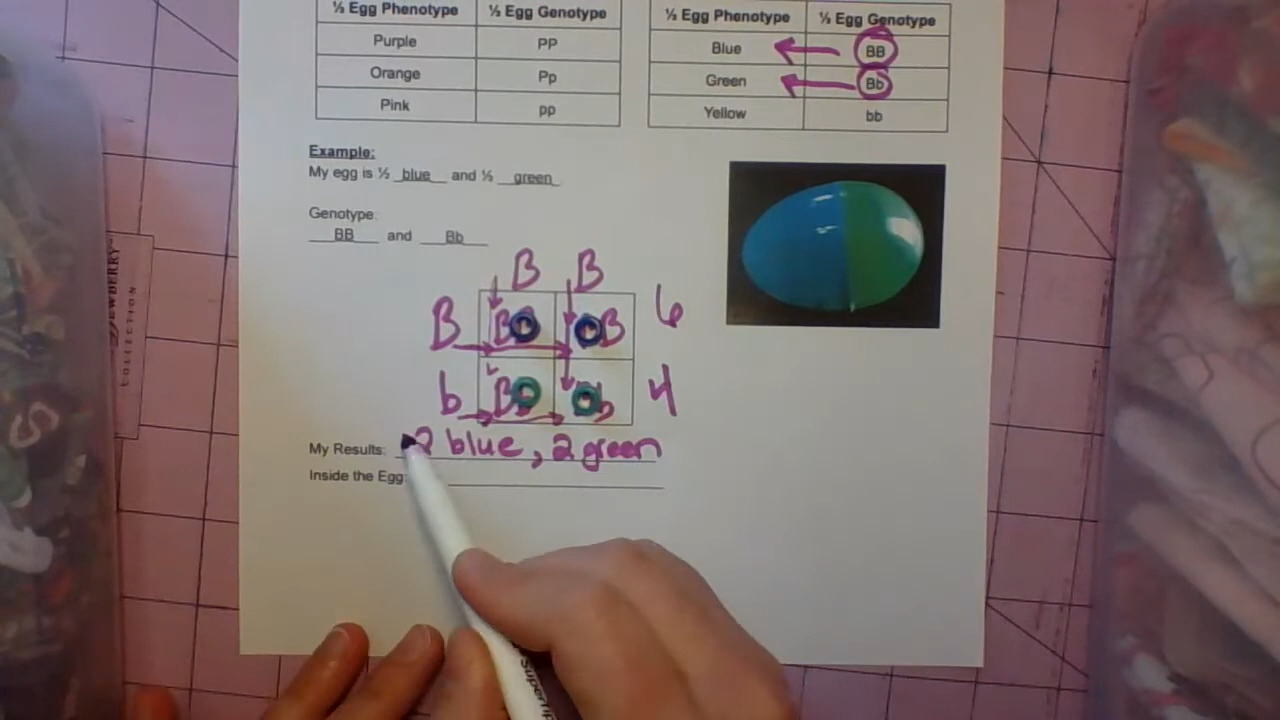 ½ Egg Phenotype ½ Egg Genotype
Purple PP
Orange Pp
Pink pp
½ Egg Phenotype ½ Egg Genotype
Blue BB
Green Bb
Yellow bb
Example:
My egg is ½ blue and ½ green
Genotype:
BB and Bb
B B
B B B 6
b B b 4
My Results: 2 blue, 2 green
Inside the Egg:
COLLECTION